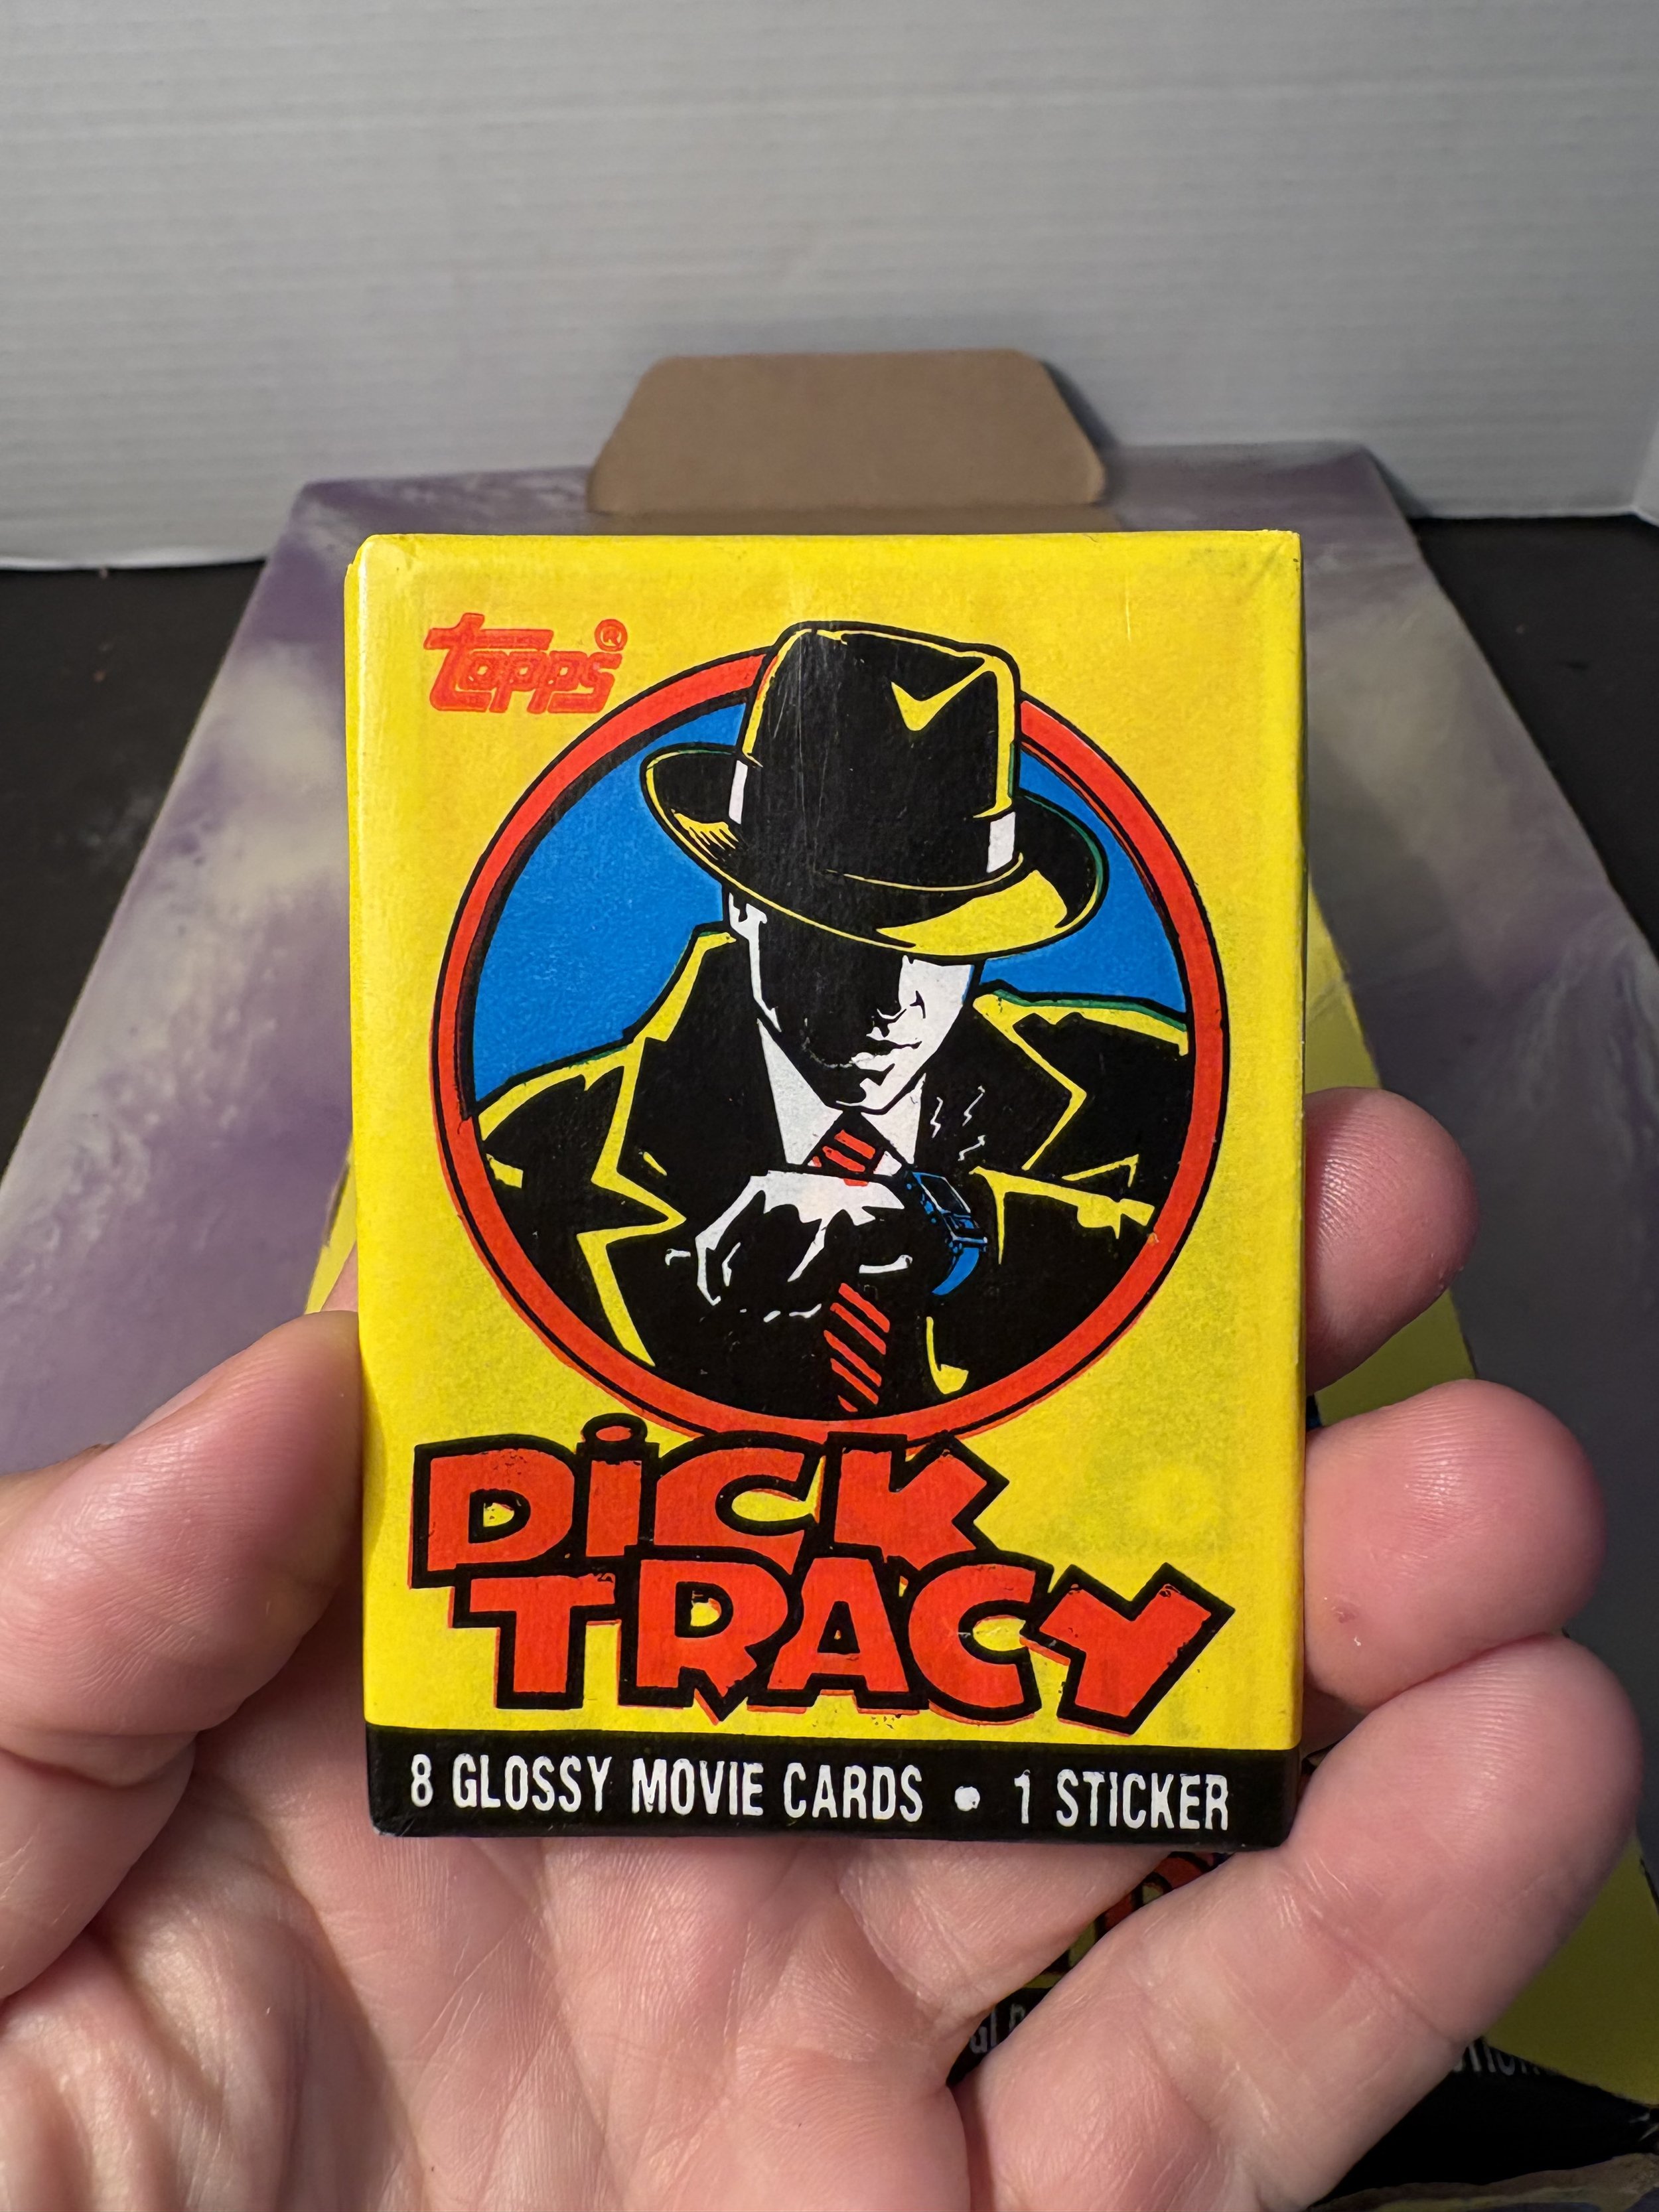 topps®
DiCK
TRACY
8 GLOSSY MOVIE CARDS • 1 STICKER